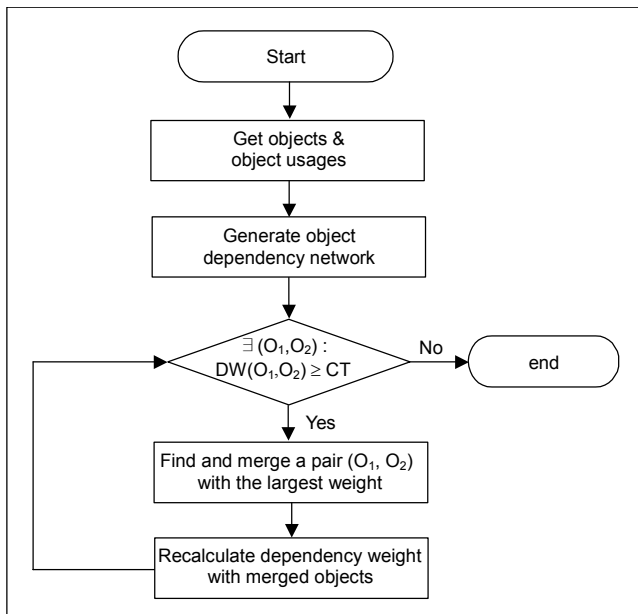 Start
Get objects &
object usages
Generate object
dependency network
∃ (O₁,O₂) :
DW(O₁,O₂) ≥ CT
No
end
Yes
Find and merge a pair (O₁, O₂)
with the largest weight
Recalculate dependency weight
with merged objects